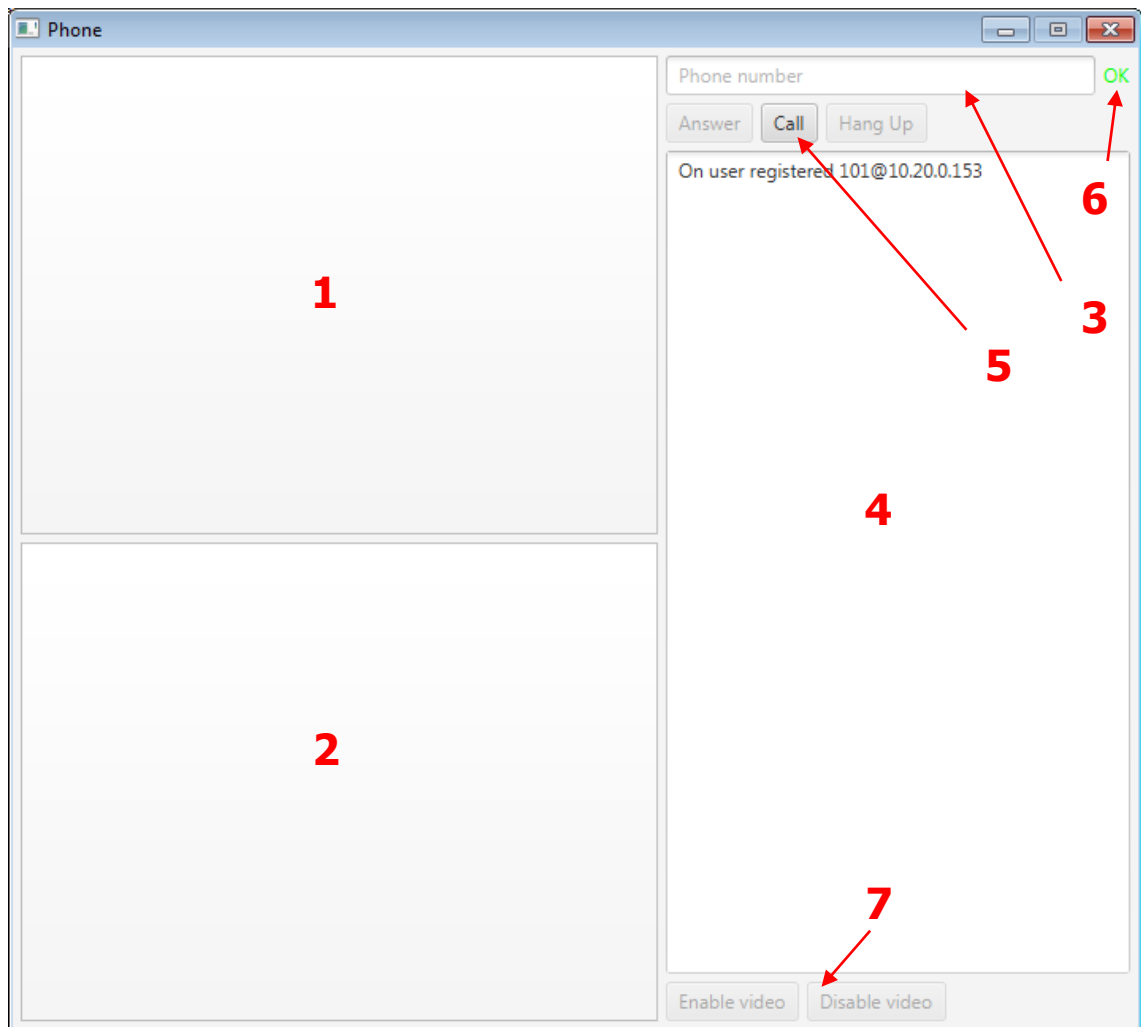 Phone
Phone number OK
Answer Call Hang Up
On user registered 101@10.20.0.153
6
1
3
5
4
2
7
Enable video Disable video